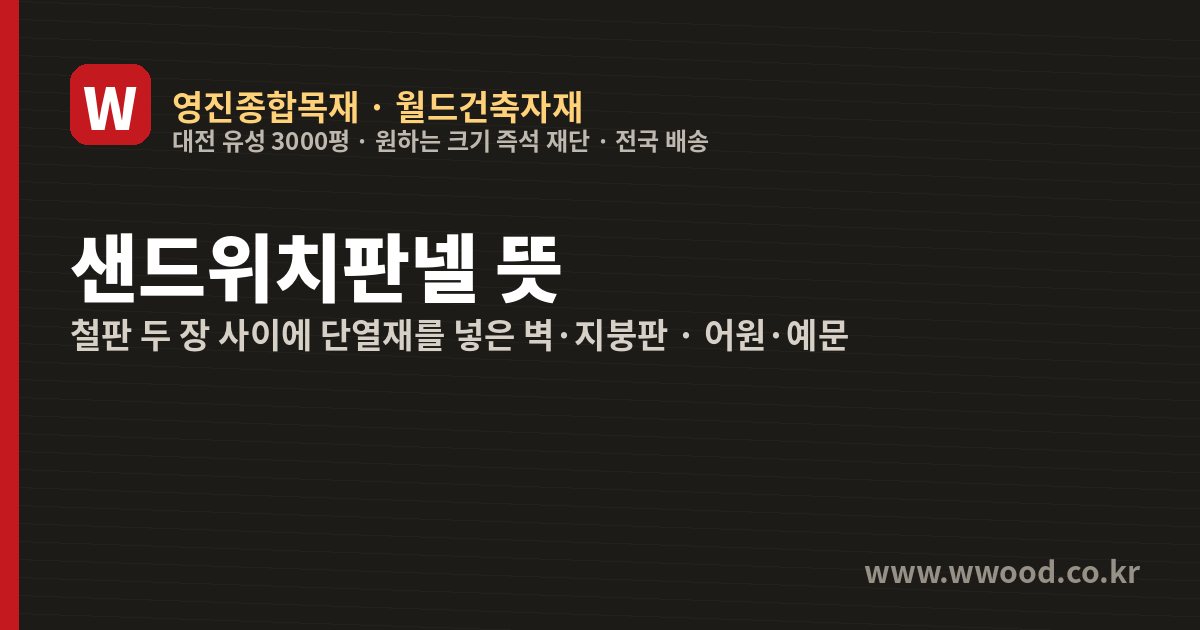 W
영진종합목재 · 월드건축자재
대전 유성 3000평 · 원하는 크기 즉석 재단 · 전국 배송
샌드위치판넬 뜻
철판 두 장 사이에 단열재를 넣은 벽·지붕판 · 어원·예문
www.wwood.co.kr